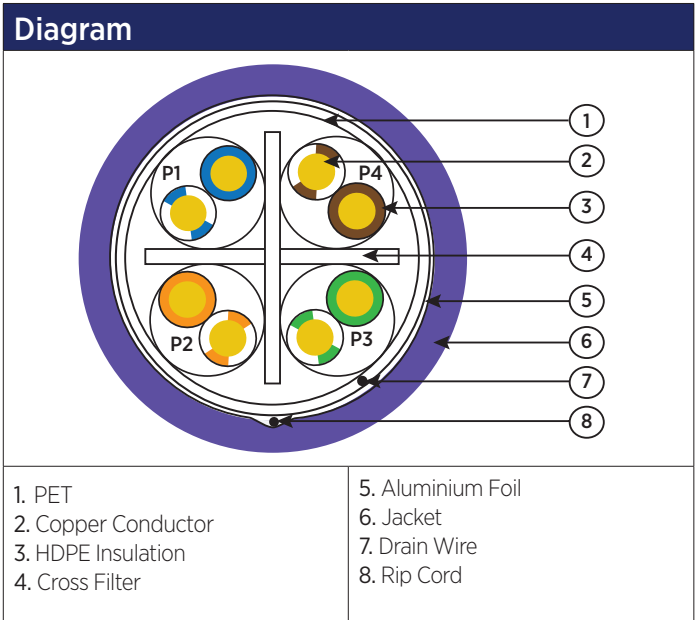 Diagram
P1
P4
P2
P3
1
2
3
4
5
6
7
8
1. PET
2. Copper Conductor
3. HDPE Insulation
4. Cross Filter
5. Aluminium Foil
6. Jacket
7. Drain Wire
8. Rip Cord